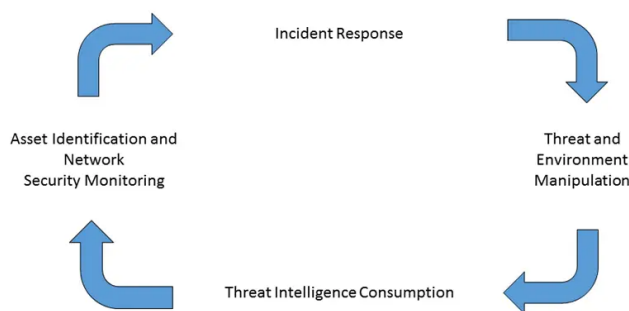 Incident Response
Asset Identification and
Network
Security Monitoring
Threat and
Environment
Manipulation
Threat Intelligence Consumption